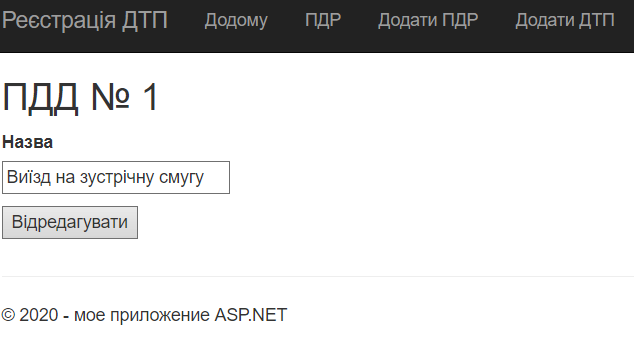 Реєстрація ДТП Додому ПДР Додати ПДР Додати ДТП
ПДД № 1
Назва
Виїзд на зустрічну смугу
Відредагувати
© 2020 - мое приложение ASP.NET